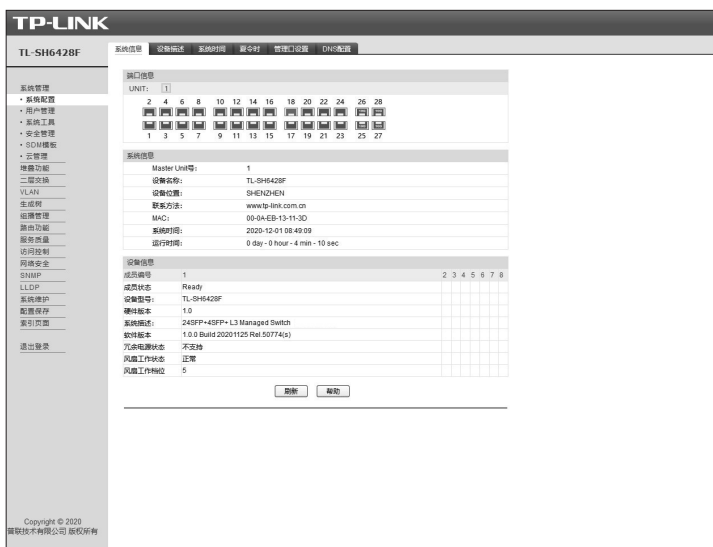 TP-LINK
TL-SH6428F
系统信息 设备描述 系统时间 夏令时 管理口设置 DNS配置
系统管理
• 系统配置
• 用户管理
• 系统工具
• 安全管理
• SDM模板
• 云管理
堆叠功能
二层交换
VLAN
生成树
组播管理
路由功能
服务质量
访问控制
网络安全
SNMP
LLDP
系统维护
配置保存
索引页面
退出登录
Copyright © 2020
普联技术有限公司 版权所有
端口信息
UNIT: 1
2 4 6 8 10 12 14 16 18 20 22 24 26 28
1 3 5 7 9 11 13 15 17 19 21 23 25 27
系统信息
Master Unit号: 1
设备名称: TL-SH6428F
设备位置: SHENZHEN
联系方法: www.tp-link.com.cn
MAC: 00-0A-EB-13-11-3D
系统时间: 2020-12-01 08:49:09
运行时间: 0 day - 0 hour - 4 min - 10 sec
设备信息
成员编号 1 2 3 4 5 6 7 8
成员状态 Ready
设备型号: TL-SH6428F
硬件版本 1.0
系统描述: 24SFP+4SFP+ L3 Managed Switch
软件版本 1.0.0 Build 20201125 Rel.50774(s)
冗余电源状态 不支持
风扇工作状态 正常
风扇工作档位 5
刷新 帮助